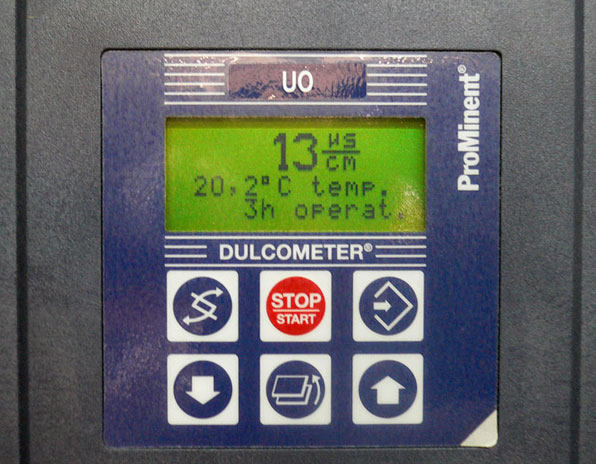 UO
ProMinent®
13 µS
cm
20,2°C temp.
3h operat.
DULCOMETER®
STOP
START